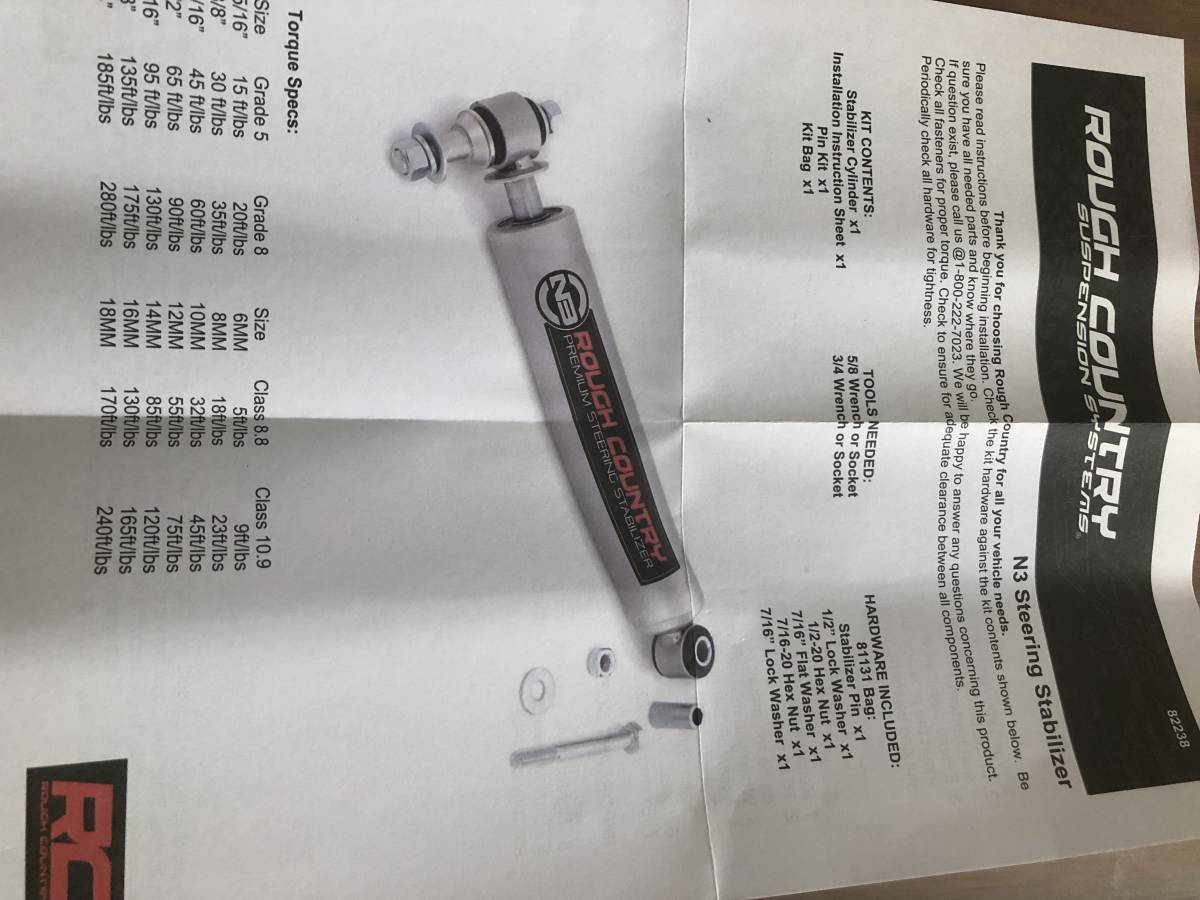 82238
ROUGH COUNTRY
SUSPENSION SYSTEMS®
N3 Steering Stabilizer
Thank you for choosing Rough Country for all your vehicle needs.
Please read instructions before beginning installation. Check the kit hardware against the kit contents shown below. Be
sure you have all needed parts and know where they go.
If question exist, please call us @1-800-222-7023. We will be happy to answer any questions concerning this product.
Check all fasteners for proper torque. Check to ensure for adequate clearance between all components.
Periodically check all hardware for tightness.
KIT CONTENTS:
Stabilizer Cylinder x1
Pin Kit x1
Installation Instruction Sheet x1
Kit Bag x1
TOOLS NEEDED:
5/8 Wrench or Socket
3/4 Wrench or Socket
HARDWARE INCLUDED:
81131 Bag:
Stabilizer Pin x1
1/2" Lock Washer x1
1/2-20 Hex Nut x1
7/16" Flat Washer x1
7/16-20 Hex Nut x1
7/16" Lock Washer x1
N3 ROUGH COUNTRY
PREMIUM STEERING STABILIZER
Torque Specs:
Size Grade 5 Grade 8 Size Class 8.8 Class 10.9
5/16" 15 ft/lbs 20ft/lbs 6MM 5ft/lbs 9ft/lbs
/8" 30 ft/lbs 35ft/lbs 8MM 18ft/lbs 23ft/lbs
/16" 45 ft/lbs 60ft/lbs 10MM 32ft/lbs 45ft/lbs
/2" 65 ft/lbs 90ft/lbs 12MM 55ft/lbs 75ft/lbs
16" 95 ft/lbs 130ft/lbs 14MM 85ft/lbs 120ft/lbs
8" 135ft/lbs 175ft/lbs 16MM 130ft/lbs 165ft/lbs
" 185ft/lbs 280ft/lbs 18MM 170ft/lbs 240ft/lbs
RC
ROUGH COUNTRY